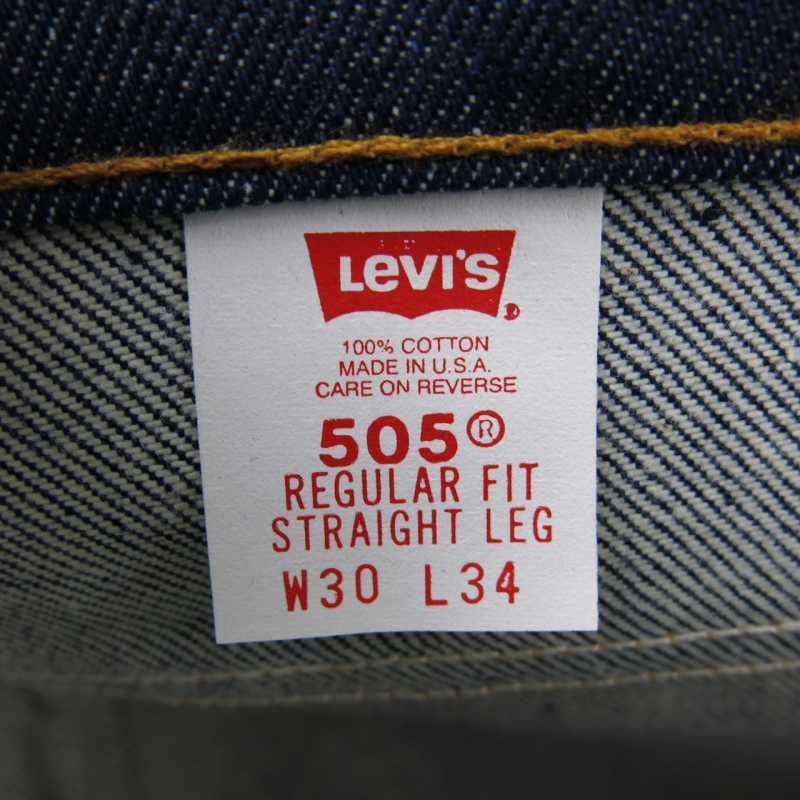 LEVI'S
100% COTTON
MADE IN U.S.A.
CARE ON REVERSE
505®
REGULAR FIT
STRAIGHT LEG
W30 L34